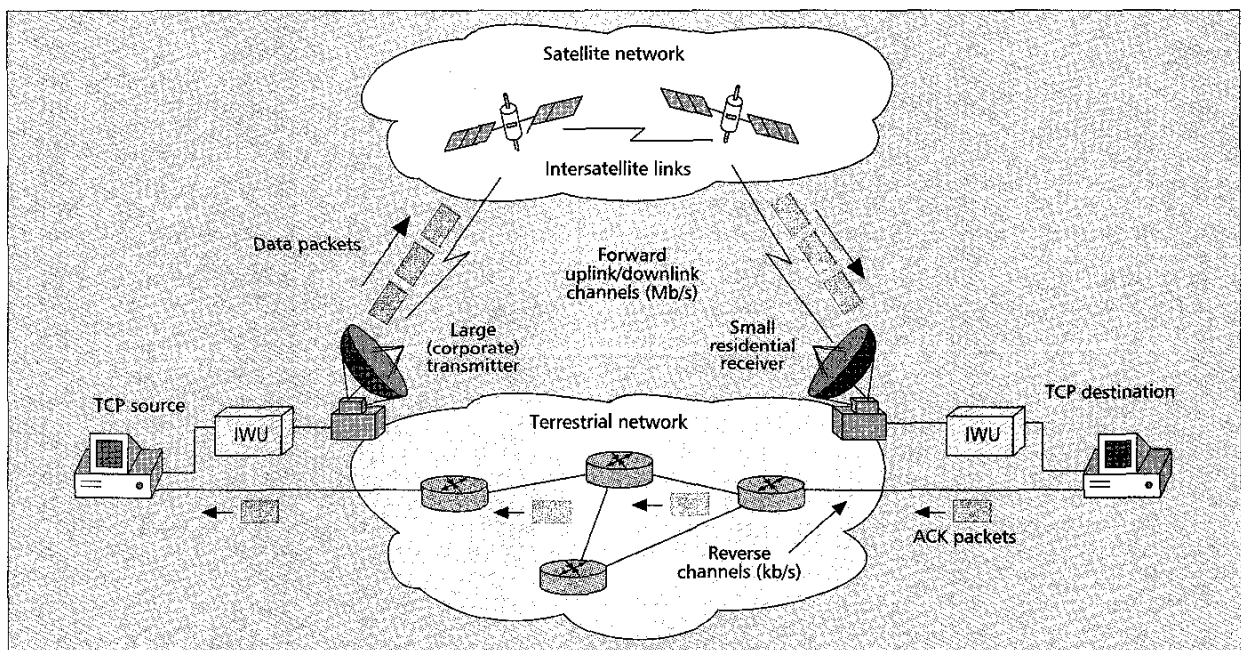 Satellite network
Intersatellite links
Data packets
Forward
uplink/downlink
channels (Mb/s)
Large
(corporate)
transmitter
Small
residential
receiver
TCP source
IWU
Terrestrial network
TCP destination
IWU
Reverse
channels (kb/s)
ACK packets